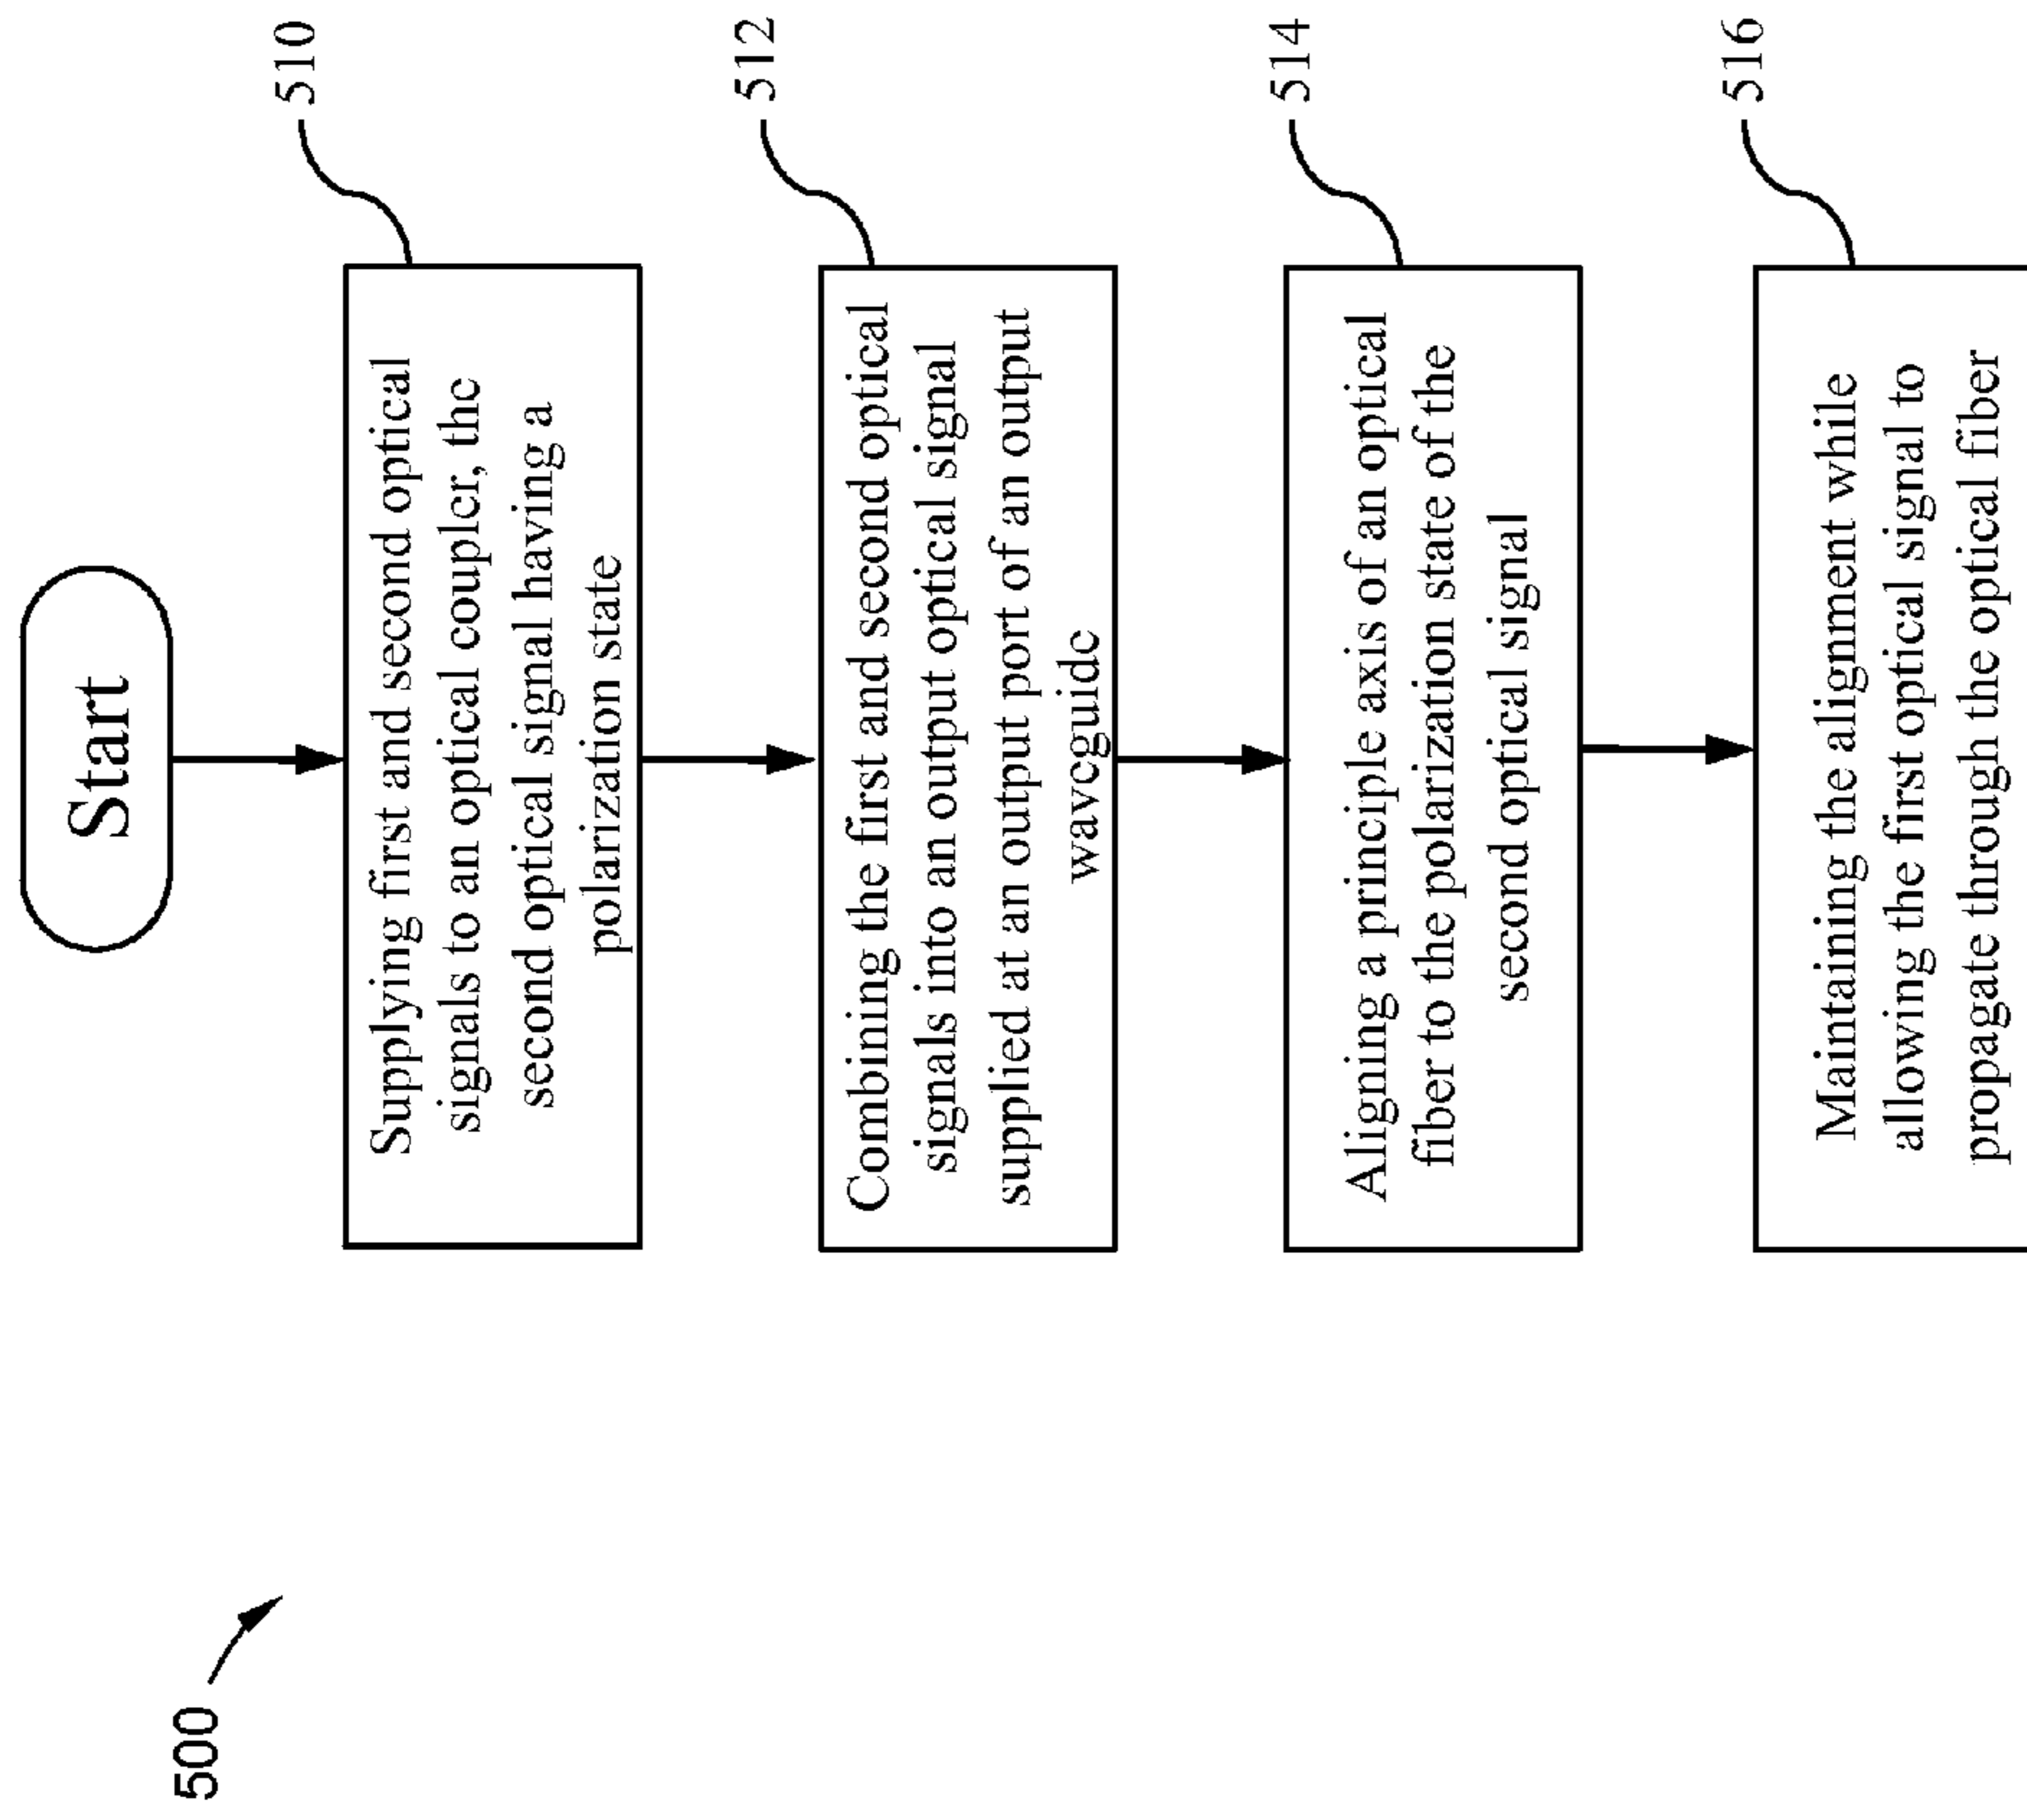 500
Start
510
Supplying first and second optical
signals to an optical coupler, the
second optical signal having a
polarization state
512
Combining the first and second optical
signals into an output optical signal
supplied at an output port of an output
waveguide
514
Aligning a principle axis of an optical
fiber to the polarization state of the
second optical signal
516
Maintaining the alignment while
allowing the first optical signal to
propagate through the optical fiber